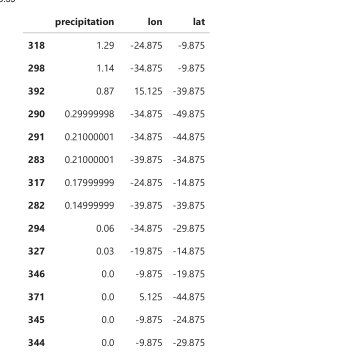 precipitation lon lat
318 1.29 -24.875 -9.875
298 1.14 -34.875 -9.875
392 0.87 15.125 -39.875
290 0.29999998 -34.875 -49.875
291 0.21000001 -34.875 -44.875
283 0.21000001 -39.875 -34.875
317 0.17999999 -24.875 -14.875
282 0.14999999 -39.875 -39.875
294 0.06 -34.875 -29.875
327 0.03 -19.875 -14.875
346 0.0 -9.875 -19.875
371 0.0 5.125 -44.875
345 0.0 -9.875 -24.875
344 0.0 -9.875 -29.875